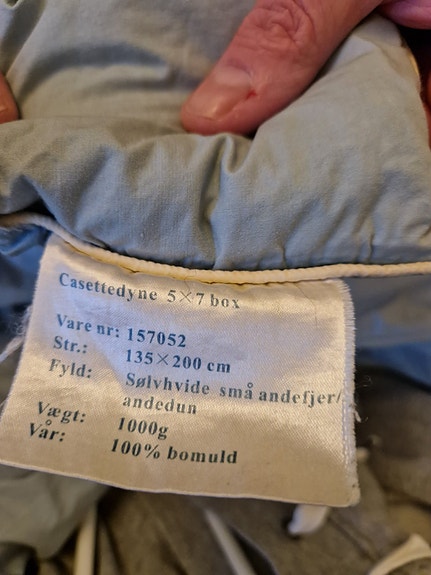 Casettedyne 5×7 box
Vare nr: 157052
Str.: 135×200 cm
Fyld: Sølvhvide små andefjer/
andedun
Vægt: 1000g
Vår: 100% bomuld